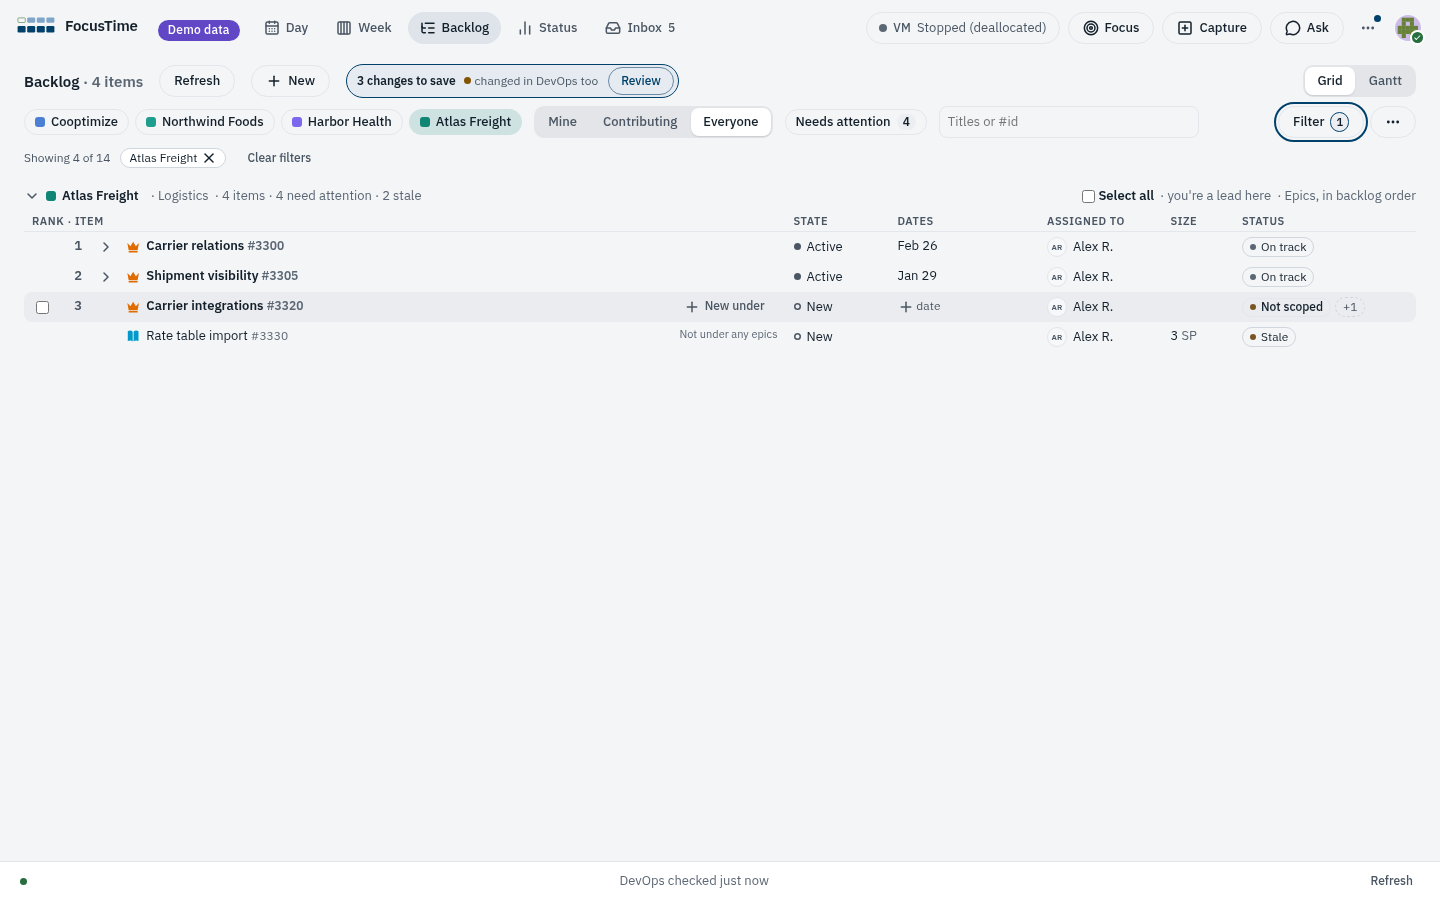 FocusTime
Demo data
Day
Week
Backlog
Status
Inbox 5
VM Stopped (deallocated)
Focus
Capture
Ask
Backlog · 4 items
Refresh
New
3 changes to save
changed in DevOps too
Review
Grid
Gantt
Cooptimize
Northwind Foods
Harbor Health
Atlas Freight
Mine
Contributing
Everyone
Needs attention 4
Titles or #id
Filter 1
Showing 4 of 14
Atlas Freight
Clear filters
Atlas Freight · Logistics · 4 items · 4 need attention · 2 stale
Select all · you're a lead here · Epics, in backlog order
RANK · ITEM STATE DATES ASSIGNED TO SIZE STATUS
1 Carrier relations #3300 Active Feb 26 AR Alex R. On track
2 Shipment visibility #3305 Active Jan 29 AR Alex R. On track
3 Carrier integrations #3320 New under New date AR Alex R. Not scoped +1
Rate table import #3330 Not under any epics New AR Alex R. 3 SP Stale
DevOps checked just now
Refresh